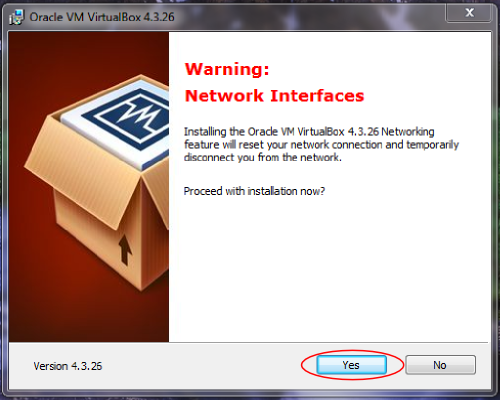 Oracle VM VirtualBox 4.3.26
X
Warning:
Network Interfaces
Installing the Oracle VM VirtualBox 4.3.26 Networking
feature will reset your network connection and temporarily
disconnect you from the network.
Proceed with installation now?
Version 4.3.26
Yes
No